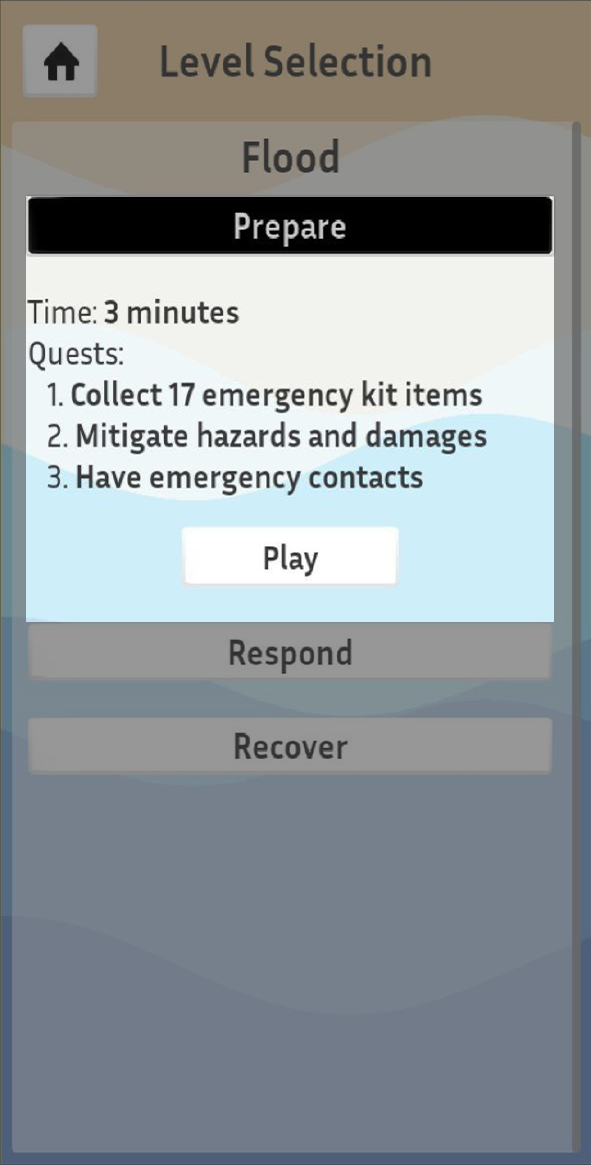 Level Selection
Flood
Prepare
Time: 3 minutes
Quests:
1. Collect 17 emergency kit items
2. Mitigate hazards and damages
3. Have emergency contacts
Play
Respond
Recover